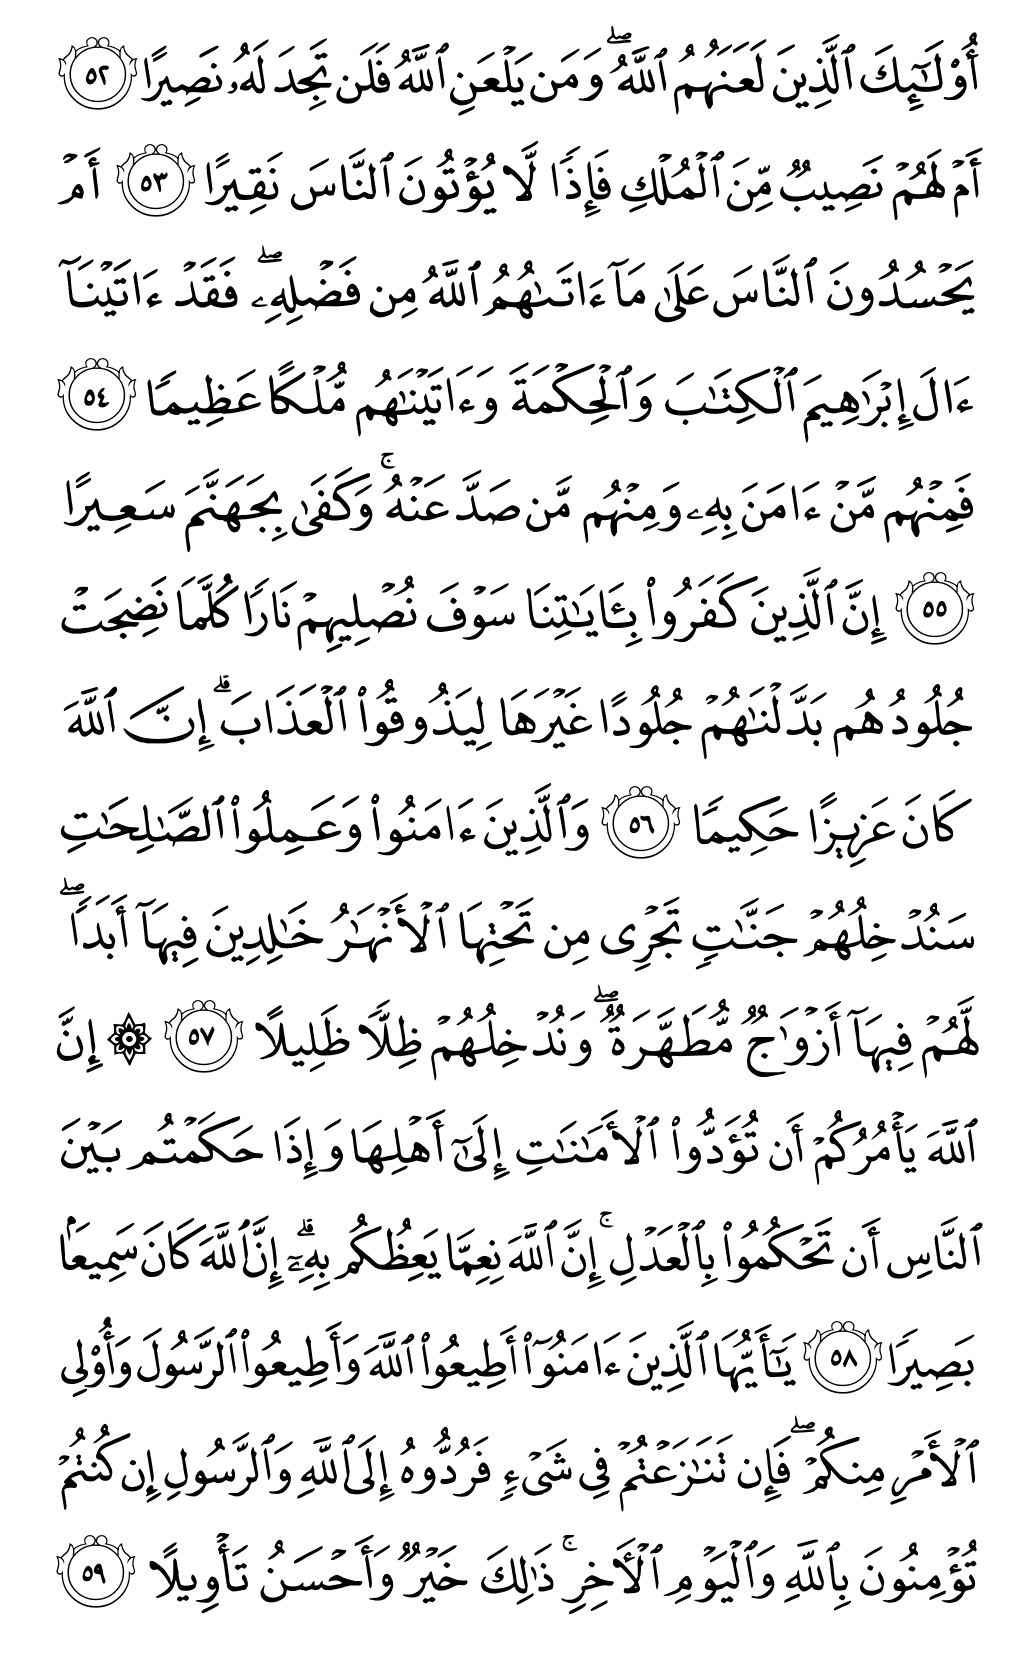 أُوْلَـٰٓئِكَ ٱلَّذِينَ لَعَنَهُمُ ٱللَّهُۖ وَمَن يَلْعَنِ ٱللَّهُ فَلَن تَجِدَ لَهُۥ نَصِيرًا ٥٢
أَمْ لَهُمْ نَصِيبٌ مِّنَ ٱلْمُلْكِ فَإِذًا لَّا يُؤْتُونَ ٱلنَّاسَ نَقِيرًا ٥٣ أَمْ
يَحْسُدُونَ ٱلنَّاسَ عَلَىٰ مَآ ءَاتَىٰهُمُ ٱللَّهُ مِن فَضْلِهِۦۖ فَقَدْ ءَاتَيْنَآ
ءَالَ إِبْرَٰهِيمَ ٱلْكِتَـٰبَ وَٱلْحِكْمَةَ وَءَاتَيْنَـٰهُم مُّلْكًا عَظِيمًا ٥٤
فَمِنْهُم مَّنْ ءَامَنَ بِهِۦ وَمِنْهُم مَّن صَدَّ عَنْهُۚ وَكَفَىٰ بِجَهَنَّمَ سَعِيرًا
٥٥ إِنَّ ٱلَّذِينَ كَفَرُواْ بِـَٔايَـٰتِنَا سَوْفَ نُصْلِيهِمْ نَارًا كُلَّمَا نَضِجَتْ
جُلُودُهُم بَدَّلْنَـٰهُمْ جُلُودًا غَيْرَهَا لِيَذُوقُواْ ٱلْعَذَابَۗ إِنَّ ٱللَّهَ
كَانَ عَزِيزًا حَكِيمًا ٥٦ وَٱلَّذِينَ ءَامَنُواْ وَعَمِلُواْ ٱلصَّـٰلِحَـٰتِ
سَنُدْخِلُهُمْ جَنَّـٰتٍ تَجْرِى مِن تَحْتِهَا ٱلْأَنْهَـٰرُ خَـٰلِدِينَ فِيهَآ أَبَدًاۖ
لَّهُمْ فِيهَآ أَزْوَٰجٌ مُّطَهَّرَةٌۖ وَنُدْخِلُهُمْ ظِلًّا ظَلِيلًا ٥٧ ۞ إِنَّ
ٱللَّهَ يَأْمُرُكُمْ أَن تُؤَدُّواْ ٱلْأَمَـٰنَـٰتِ إِلَىٰٓ أَهْلِهَا وَإِذَا حَكَمْتُم بَيْنَ
ٱلنَّاسِ أَن تَحْكُمُواْ بِٱلْعَدْلِۚ إِنَّ ٱللَّهَ نِعِمَّا يَعِظُكُم بِهِۦٓۗ إِنَّ ٱللَّهَ كَانَ سَمِيعًۢا
بَصِيرًا ٥٨ يَـٰٓأَيُّهَا ٱلَّذِينَ ءَامَنُوٓاْ أَطِيعُواْ ٱللَّهَ وَأَطِيعُواْ ٱلرَّسُولَ وَأُوْلِى
ٱلْأَمْرِ مِنكُمْۖ فَإِن تَنَـٰزَعْتُمْ فِى شَىْءٍ فَرُدُّوهُ إِلَى ٱللَّهِ وَٱلرَّسُولِ إِن كُنتُمْ
تُؤْمِنُونَ بِٱللَّهِ وَٱلْيَوْمِ ٱلْـَٔاخِرِۚ ذَٰلِكَ خَيْرٌ وَأَحْسَنُ تَأْوِيلًا ٥٩